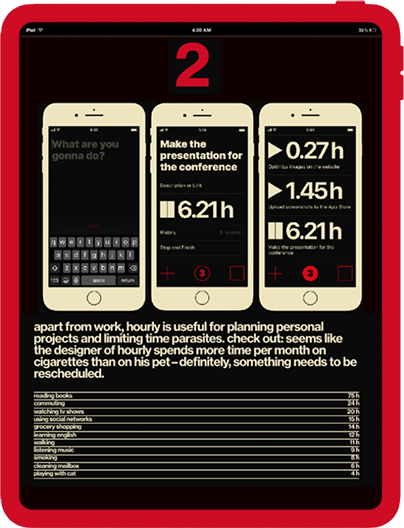 iPad
4:20 AM
2
What are you
gonna do?
q w e r t y u i o p
a s d f g h j k l
z x c v b n m
123
space
return
Make the
presentation for
the conference
Description or Link
6.21h
History
Stop and Finish
3
0.27h
Optimize images on the website
1.45h
Upload screenshots to the App Store
6.21h
Make the presentation for the
conference
3
apart from work, hourly is useful for planning personal
projects and limiting time parasites. check out: seems like
the designer of hourly spends more time per month on
cigarettes than on his pet – definitely, something needs to be
rescheduled.
reading books 75 h
commuting 24 h
watching tv shows 20 h
using social networks 15 h
grocery shopping 14 h
learning english 12 h
walking 11 h
listening music 9 h
smoking 8 h
cleaning mailbox 6 h
playing with cat 4 h